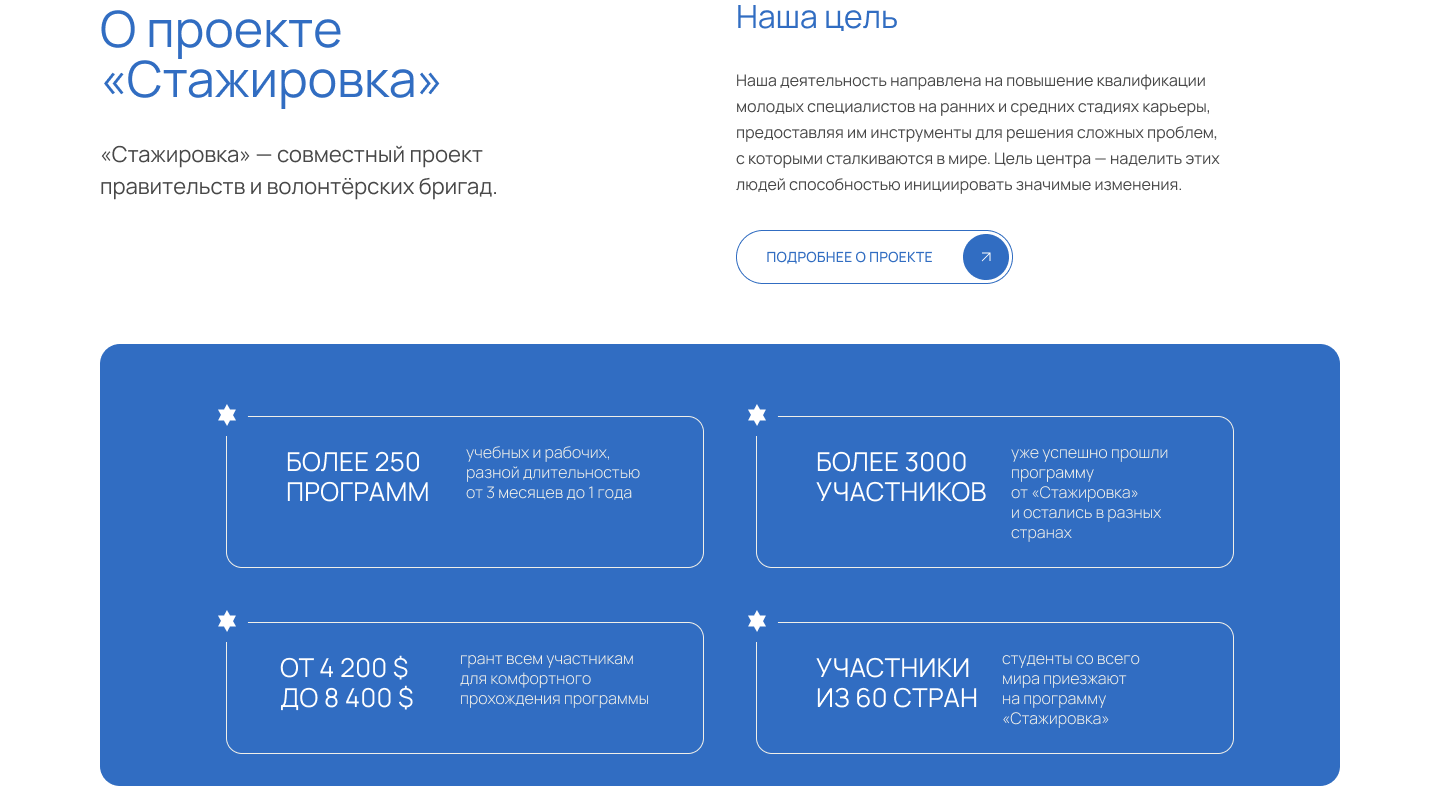 О проекте
«Стажировка»
«Стажировка» — совместный проект
правительств и волонтёрских бригад.
Наша цель
Наша деятельность направлена на повышение квалификации
молодых специалистов на ранних и средних стадиях карьеры,
предоставляя им инструменты для решения сложных проблем,
с которыми сталкиваются в мире. Цель центра — наделить этих
людей способностью инициировать значимые изменения.
ПОДРОБНЕЕ О ПРОЕКТЕ
БОЛЕЕ 250
ПРОГРАММ
учебных и рабочих,
разной длительностью
от 3 месяцев до 1 года
БОЛЕЕ 3000
УЧАСТНИКОВ
уже успешно прошли
программу
от «Стажировка»
и остались в разных
странах
ОТ 4 200 $
ДО 8 400 $
грант всем участникам
для комфортного
прохождения программы
УЧАСТНИКИ
ИЗ 60 СТРАН
студенты со всего
мира приезжают
на программу
«Стажировка»